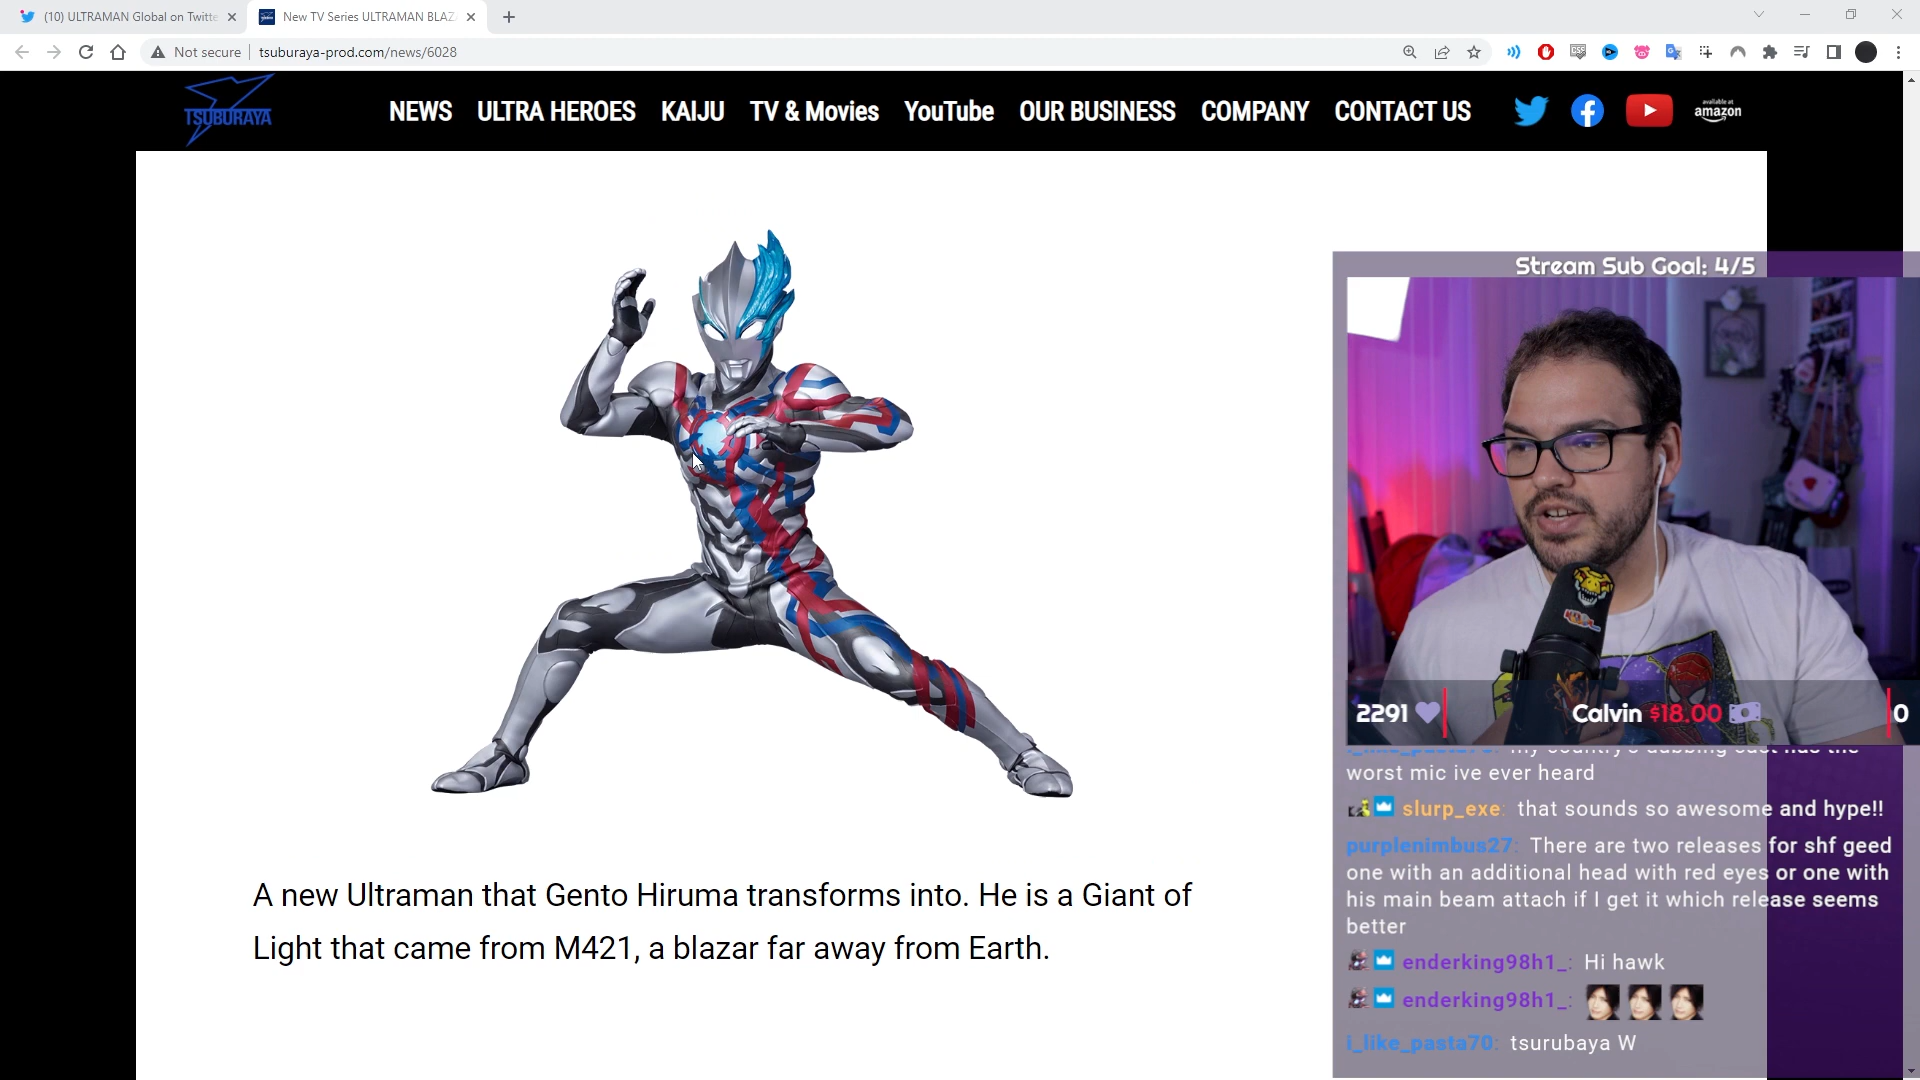 (10) ULTRAMAN Global on Twitte
New TV Series ULTRAMAN BLAZ
Not secure
tsuburaya-prod.com/news/6028
TSUBURAYA
NEWS ULTRA HEROES KAIJU TV & Movies YouTube OUR BUSINESS COMPANY CONTACT US
available at
amazon
Stream Sub Goal: 4/5
2291
Calvin $18.00
0
worst mic ive ever heard
slurp_exe: that sounds so awesome and hype!!
purplenimbus27: There are two releases for shf geed
one with an additional head with red eyes or one with
his main beam attach if I get it which release seems
better
enderking98h1_: Hi hawk
enderking98h1_:
i_like_pasta70: tsurubaya W
A new Ultraman that Gento Hiruma transforms into. He is a Giant of
Light that came from M421, a blazar far away from Earth.